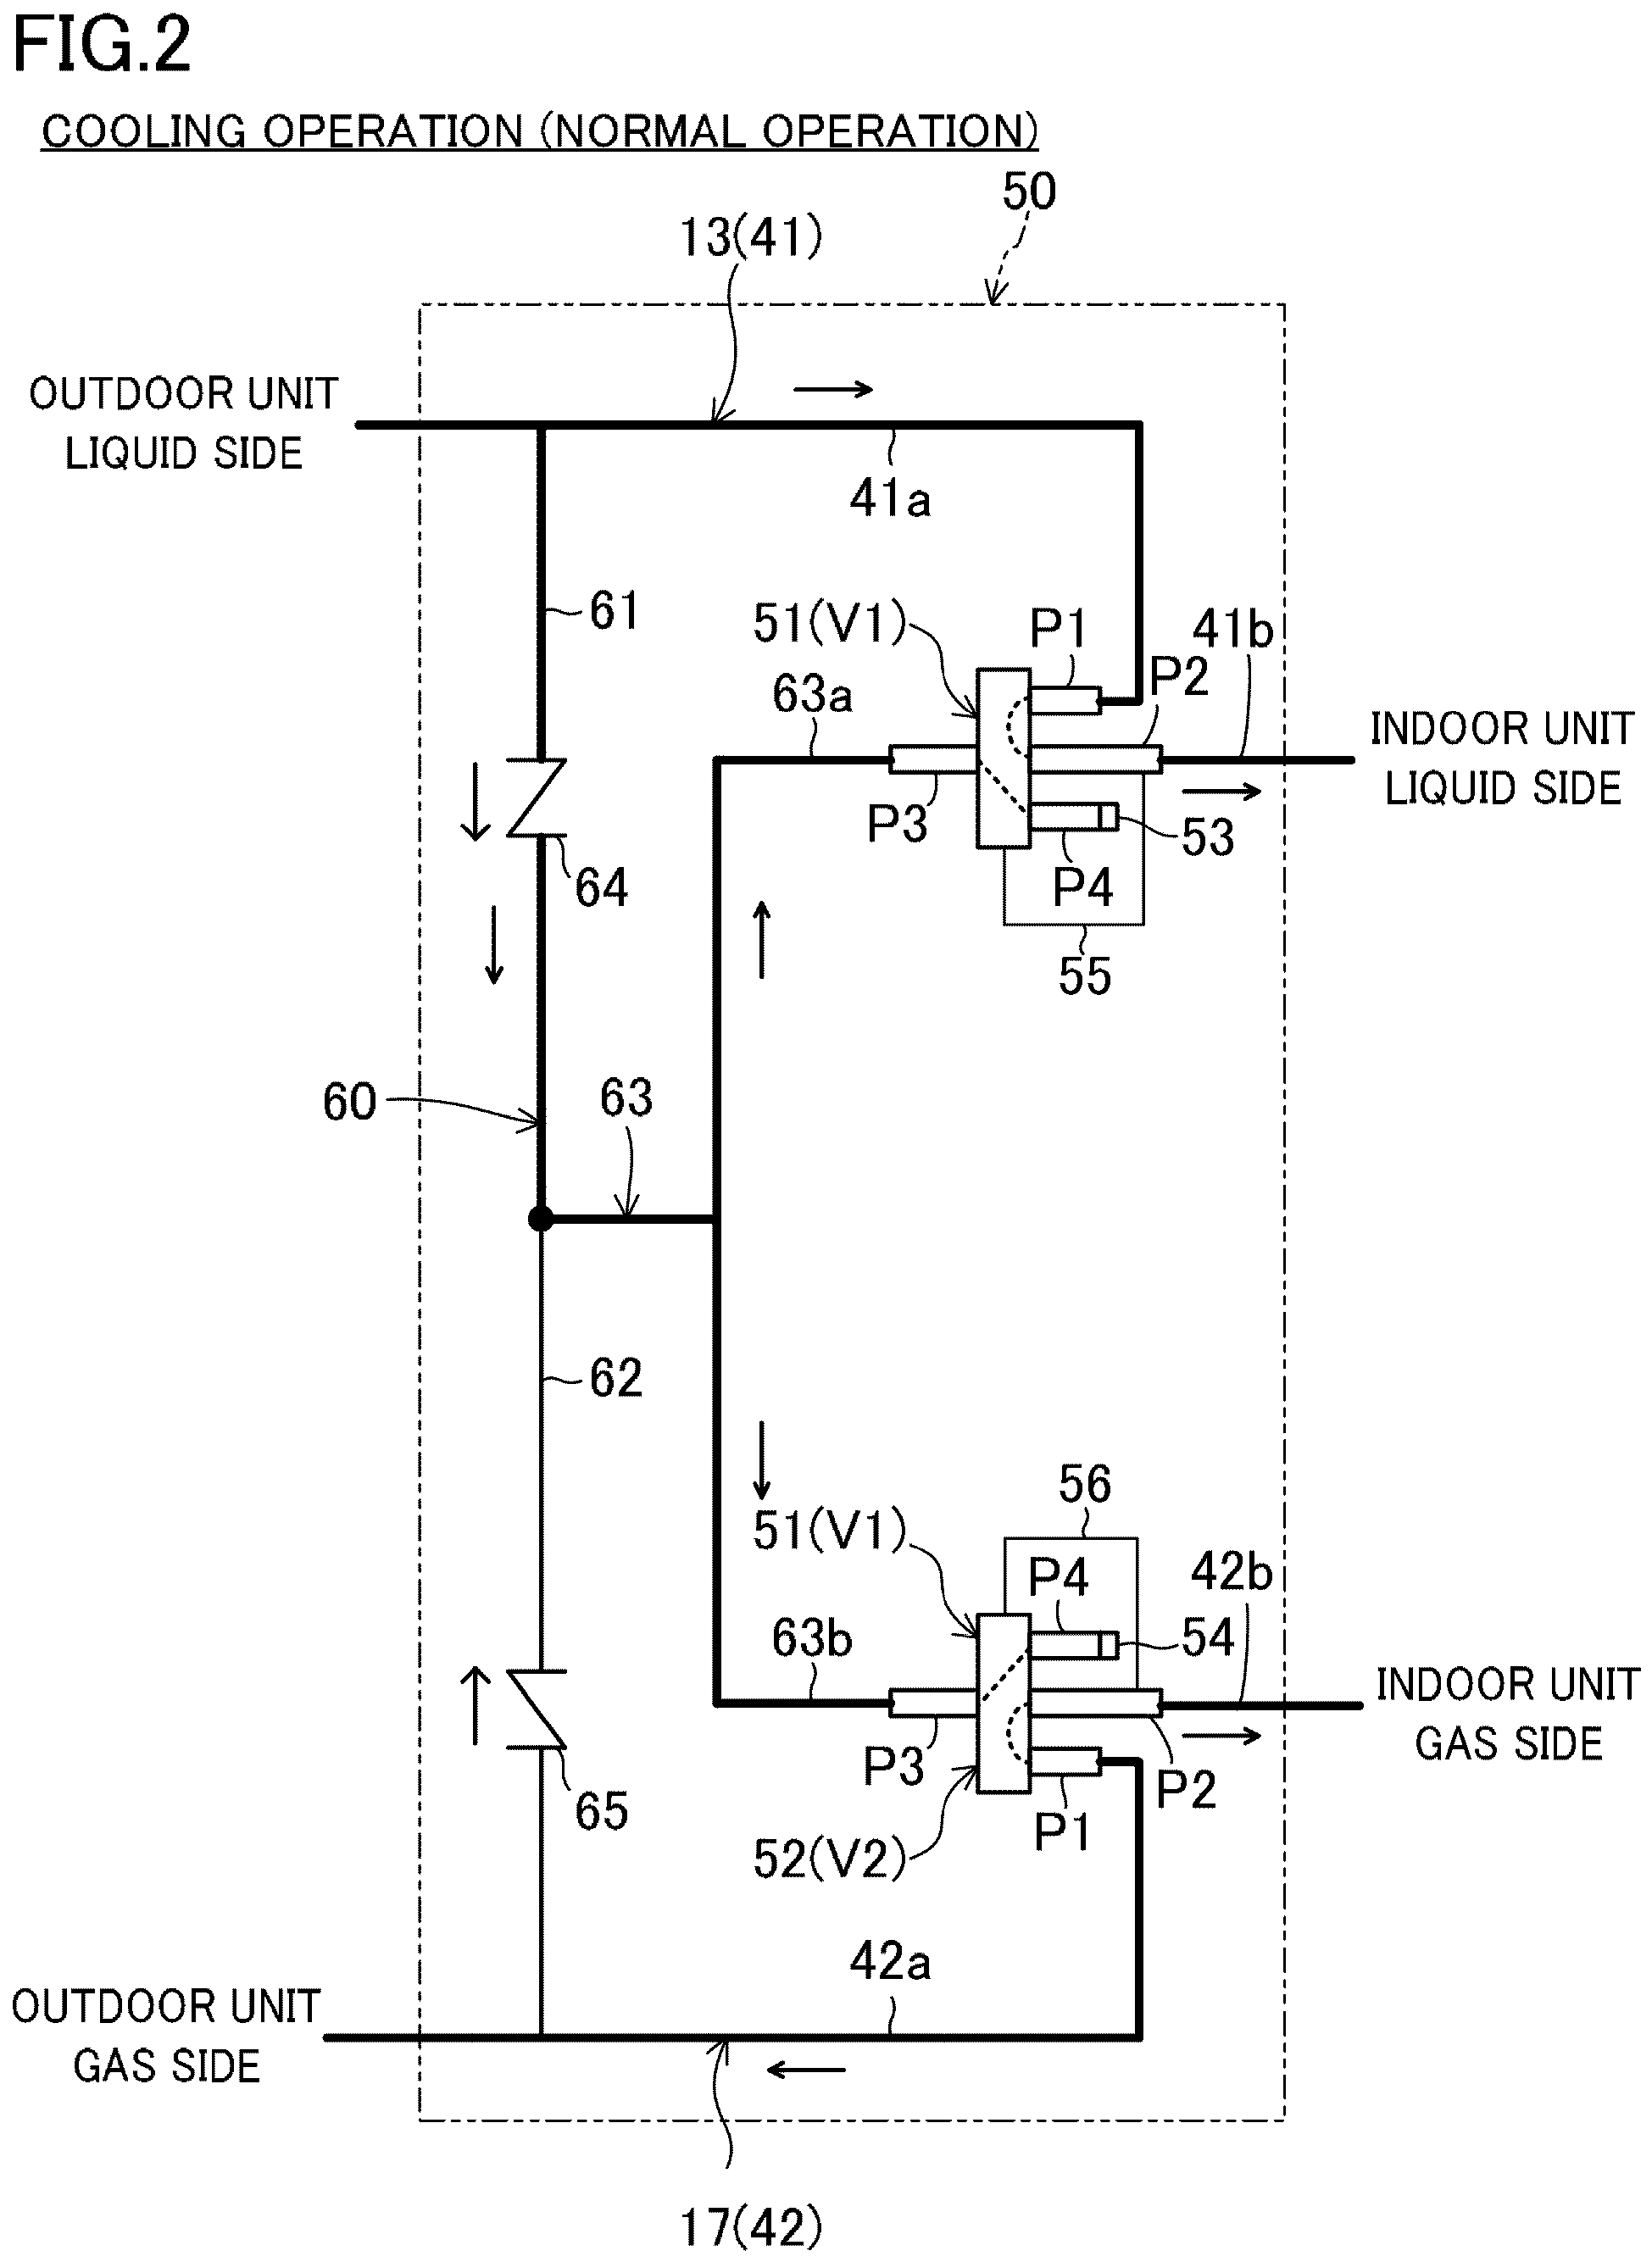 FIG.2
COOLING OPERATION (NORMAL OPERATION)
50
13(41)
OUTDOOR UNIT
LIQUID SIDE
41a
61
51(V1)
P1
41b
P2
63a
INDOOR UNIT
LIQUID SIDE
P3
53
64
P4
55
60
63
62
56
51(V1)
P4
42b
63b
54
INDOOR UNIT
GAS SIDE
P3
P2
65
P1
52(V2)
42a
OUTDOOR UNIT
GAS SIDE
17(42)